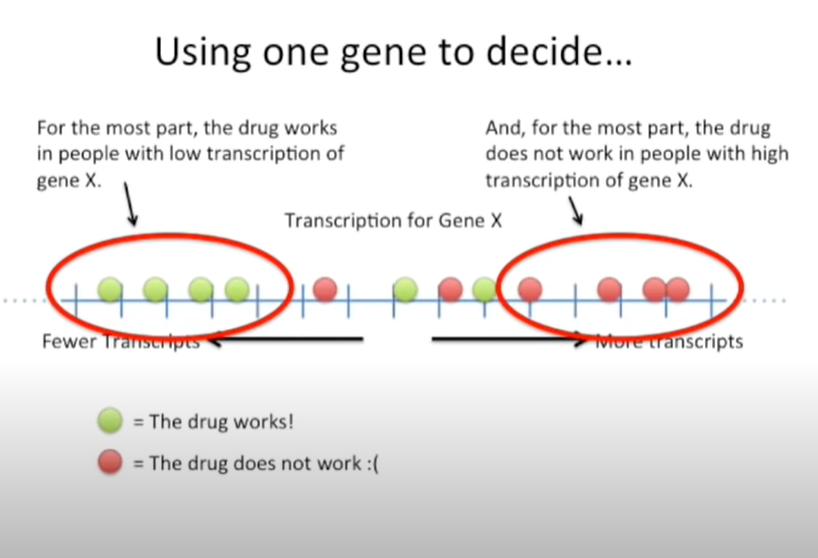 Using one gene to decide...
For the most part, the drug works
in people with low transcription of
gene X.
And, for the most part, the drug
does not work in people with high
transcription of gene X.
Transcription for Gene X
Fewer Transcripts
More transcripts
= The drug works!
= The drug does not work :(